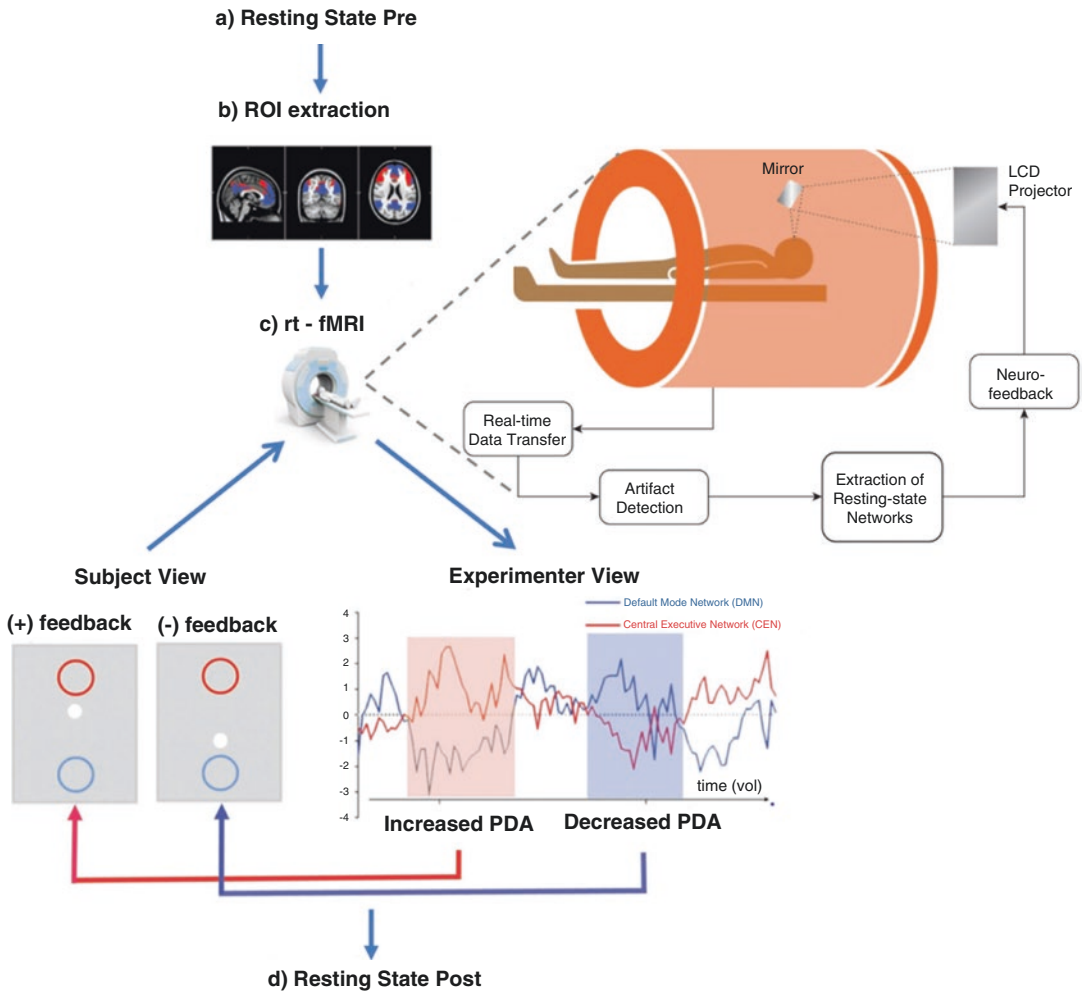 a) Resting State Pre
b) ROI extraction
c) rt - fMRI
Mirror
LCD
Projector
Neuro-
feedback
Real-time
Data Transfer
Artifact
Detection
Extraction of
Resting-state
Networks
Subject View
(+) feedback
(-) feedback
Experimenter View
Default Mode Network (DMN)
Central Executive Network (CEN)
4
3
2
1
0
-1
-2
-3
-4
time (vol)
Increased PDA
Decreased PDA
d) Resting State Post